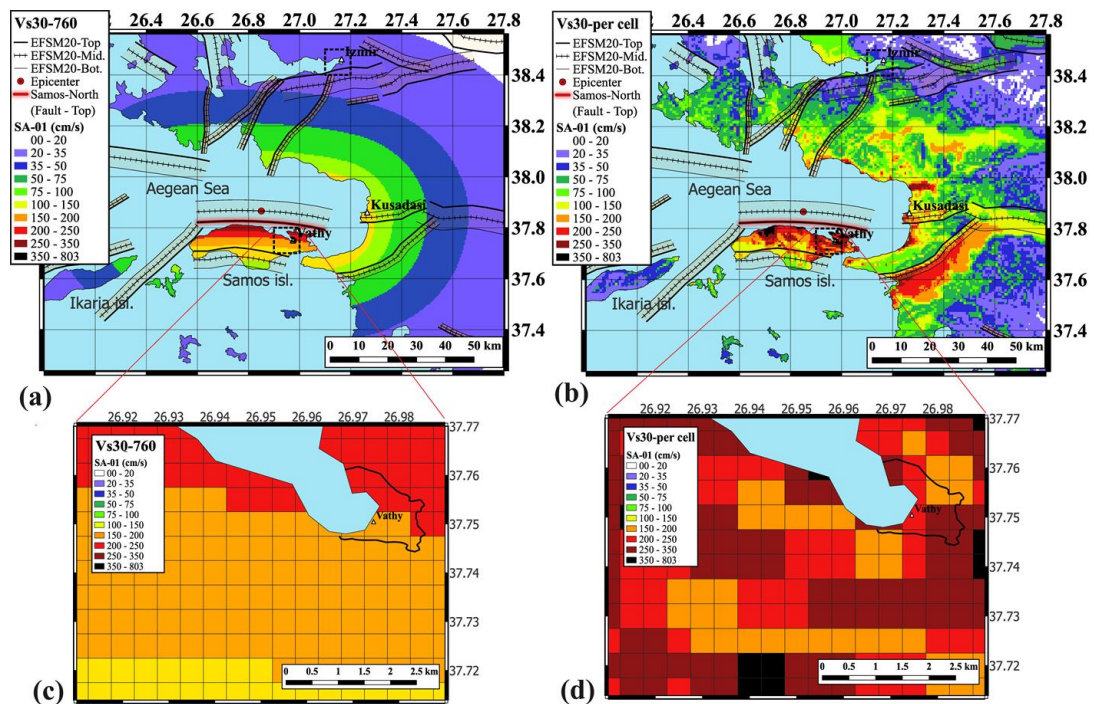 26.4 26.6 26.8 27.0 27.2 27.4 27.6 27.8
Vs30-760
EFSM20-Top
EFSM20-Mid.
EFSM20-Bot.
Epicenter
Samos-North
(Fault - Top)
SA-01 (cm/s)
00 - 20
20 - 35
35 - 50
50 - 75
75 - 100
100 - 150
150 - 200
200 - 250
250 - 350
350 - 803
Izmir
Aegean Sea
Kusadasi
Vathy
Samos isl.
Ikaria isl.
38.4
38.2
38.0
37.8
37.6
37.4
0 10 20 30 40 50 km
(a)
26.4 26.6 26.8 27.0 27.2 27.4 27.6 27.8
Vs30-per cell
EFSM20-Top
EFSM20-Mid.
EFSM20-Bot.
Epicenter
Samos-North
(Fault - Top)
SA-01 (cm/s)
00 - 20
20 - 35
35 - 50
50 - 75
75 - 100
100 - 150
150 - 200
200 - 250
250 - 350
350 - 803
Izmir
Aegean Sea
Kusadasi
Vathy
Samos isl.
Ikaria isl.
38.4
38.2
38.0
37.8
37.6
37.4
0 10 20 30 40 50 km
(b)
26.92 26.93 26.94 26.95 26.96 26.97 26.98
Vs30-760
SA-01 (cm/s)
00 - 20
20 - 35
35 - 50
50 - 75
75 - 100
100 - 150
150 - 200
200 - 250
250 - 350
350 - 803
Vathy
37.77
37.76
37.75
37.74
37.73
37.72
0 0.5 1 1.5 2 2.5 km
(c)
26.92 26.93 26.94 26.95 26.96 26.97 26.98
Vs30-per cell
SA-01 (cm/s)
00 - 20
20 - 35
35 - 50
50 - 75
75 - 100
100 - 150
150 - 200
200 - 250
250 - 350
350 - 803
Vathy
37.77
37.76
37.75
37.74
37.73
37.72
0 0.5 1 1.5 2 2.5 km
(d)